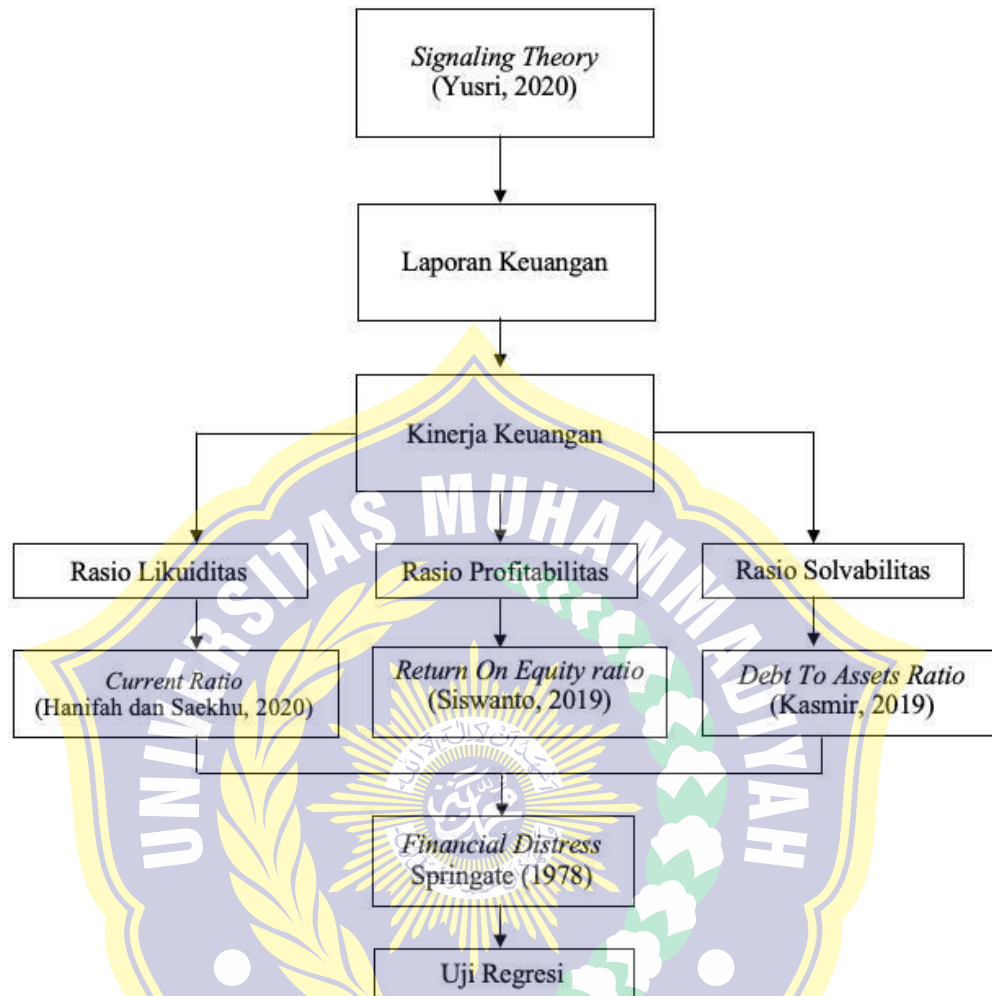 Signaling Theory
(Yusri, 2020)
Laporan Keuangan
Kinerja Keuangan
Rasio Likuiditas
Rasio Profitabilitas
Rasio Solvabilitas
Current Ratio
(Hanifah dan Saekhu, 2020)
Return On Equity ratio
(Siswanto, 2019)
Debt To Assets Ratio
(Kasmir, 2019)
Financial Distress
Springate (1978)
Uji Regresi
UNIVERSITAS MUHAMMADIYAH